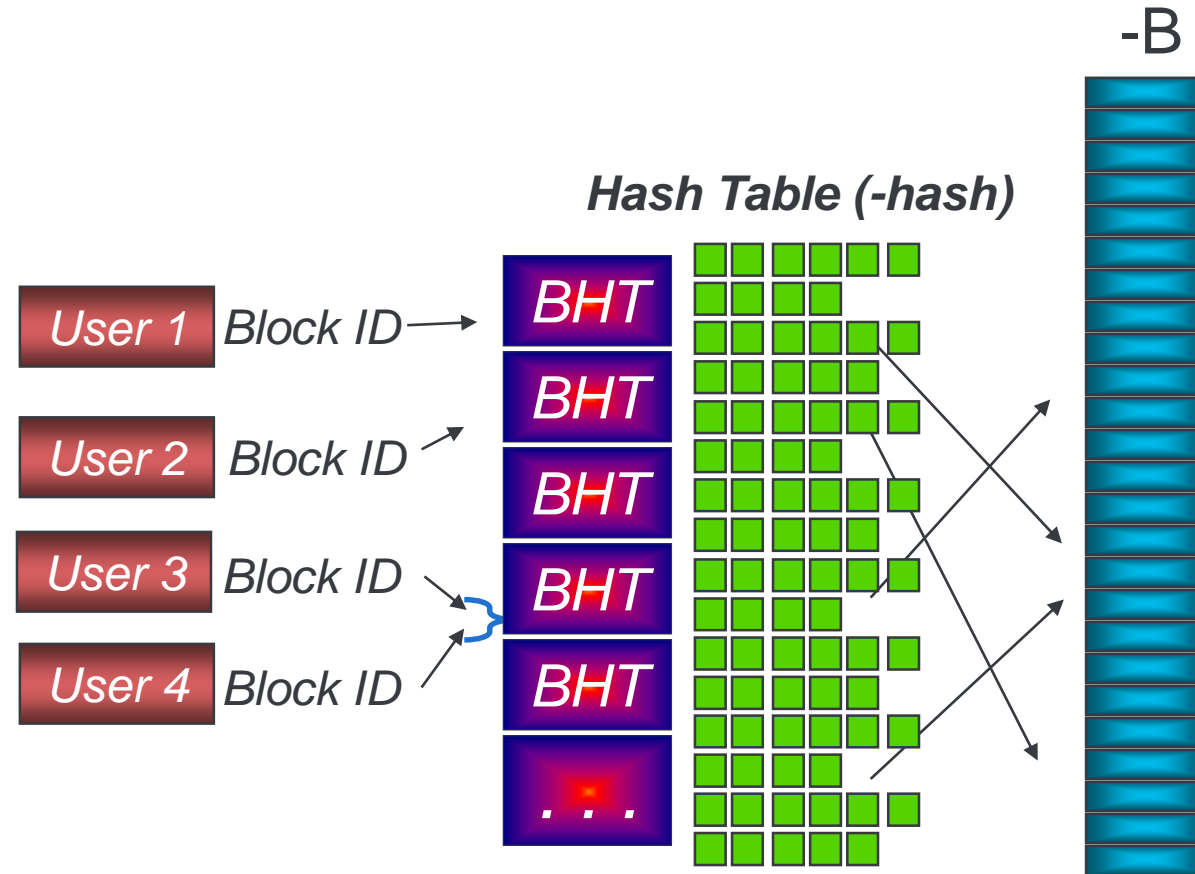 -B
Hash Table (-hash)
User 1 Block ID
User 2 Block ID
User 3 Block ID
User 4 Block ID
BHT
BHT
BHT
BHT
BHT
. . .